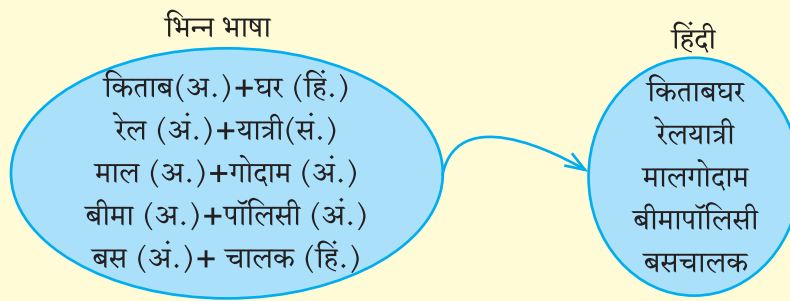 भिन्न भाषा
किताब(अ.)+घर (हिं.)
रेल (अं.)+यात्री(सं.)
माल (अ.)+गोदाम (अं.)
बीमा (अ.)+पॉलिसी (अं.)
बस (अं.)+ चालक (हिं.)
हिंदी
किताबघर
रेलयात्री
मालगोदाम
बीमापॉलिसी
बसचालक